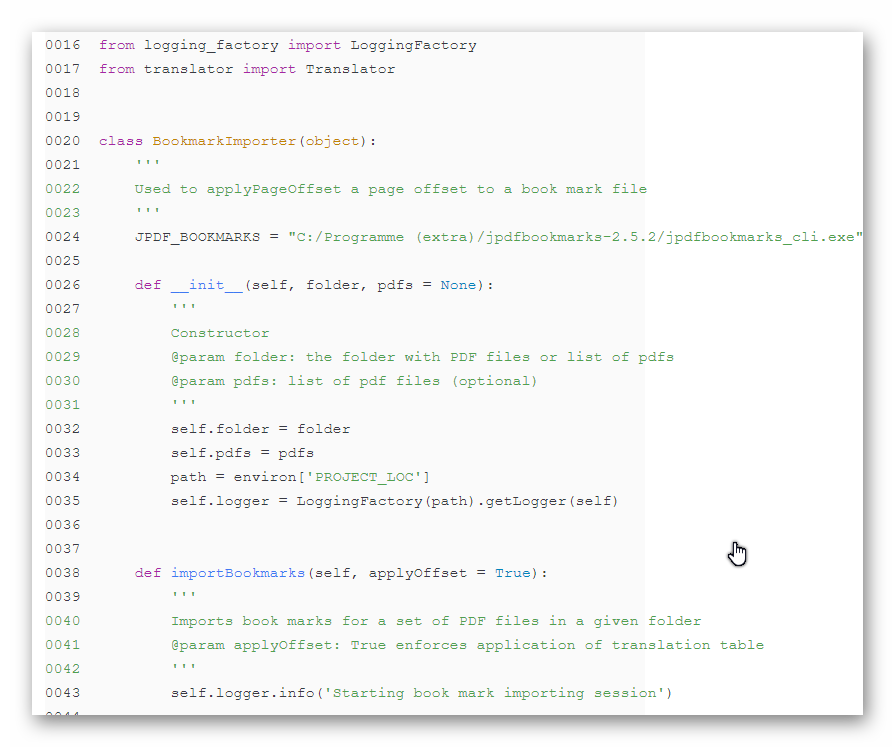 0016  from logging_factory import LoggingFactory
0017  from translator import Translator
0018
0019
0020  class BookmarkImporter(object):
0021      '''
0022      Used to applyPageOffset a page offset to a book mark file
0023      '''
0024      JPDF_BOOKMARKS = "C:/Programme (extra)/jpdfbookmarks-2.5.2/jpdfbookmarks_cli.exe"
0025
0026      def __init__(self, folder, pdfs = None):
0027          '''
0028          Constructor
0029          @param folder: the folder with PDF files or list of pdfs
0030          @param pdfs: list of pdf files (optional)
0031          '''
0032          self.folder = folder
0033          self.pdfs = pdfs
0034          path = environ['PROJECT_LOC']
0035          self.logger = LoggingFactory(path).getLogger(self)
0036
0037
0038      def importBookmarks(self, applyOffset = True):
0039          '''
0040          Imports book marks for a set of PDF files in a given folder
0041          @param applyOffset: True enforces application of translation table
0042          '''
0043          self.logger.info('Starting book mark importing session')